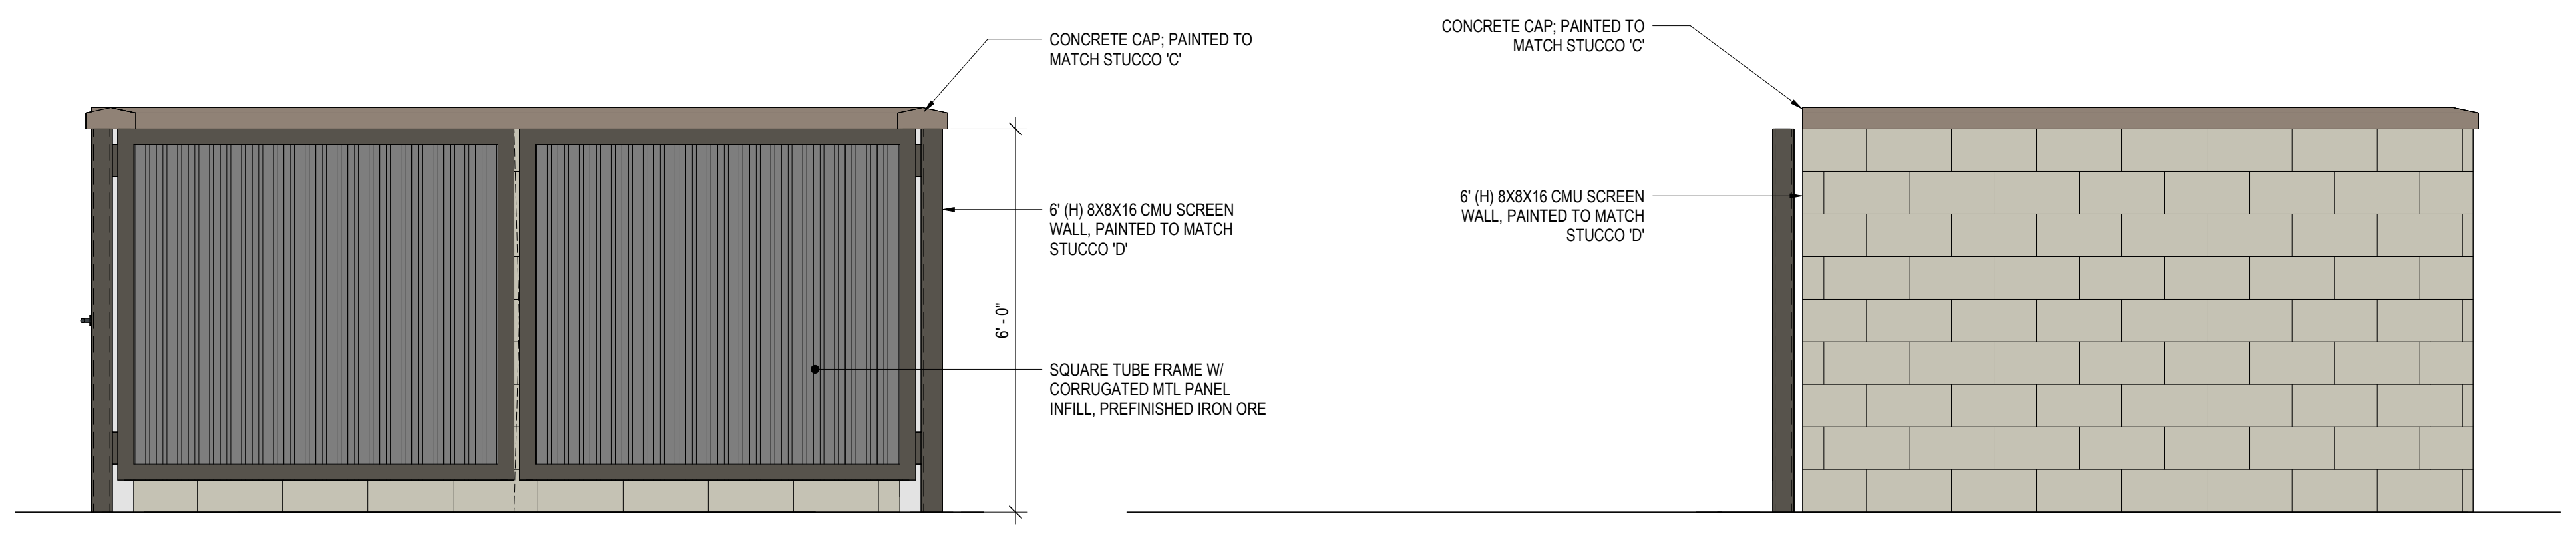 CONCRETE CAP; PAINTED TO
MATCH STUCCO 'C'
6' (H) 8X8X16 CMU SCREEN
WALL, PAINTED TO MATCH
STUCCO 'D'
6' - 0"
SQUARE TUBE FRAME W/
CORRUGATED MTL PANEL
INFILL, PREFINISHED IRON ORE
CONCRETE CAP; PAINTED TO
MATCH STUCCO 'C'
6' (H) 8X8X16 CMU SCREEN
WALL, PAINTED TO MATCH
STUCCO 'D'